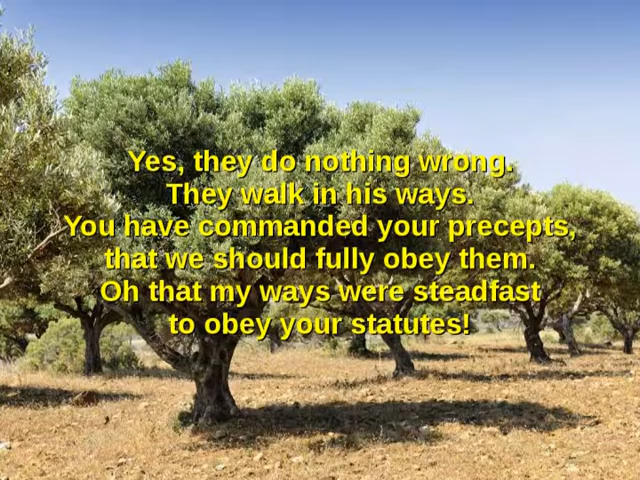 Yes, they do nothing wrong.
They walk in his ways.
You have commanded your precepts,
that we should fully obey them.
Oh that my ways were steadfast
to obey your statutes!